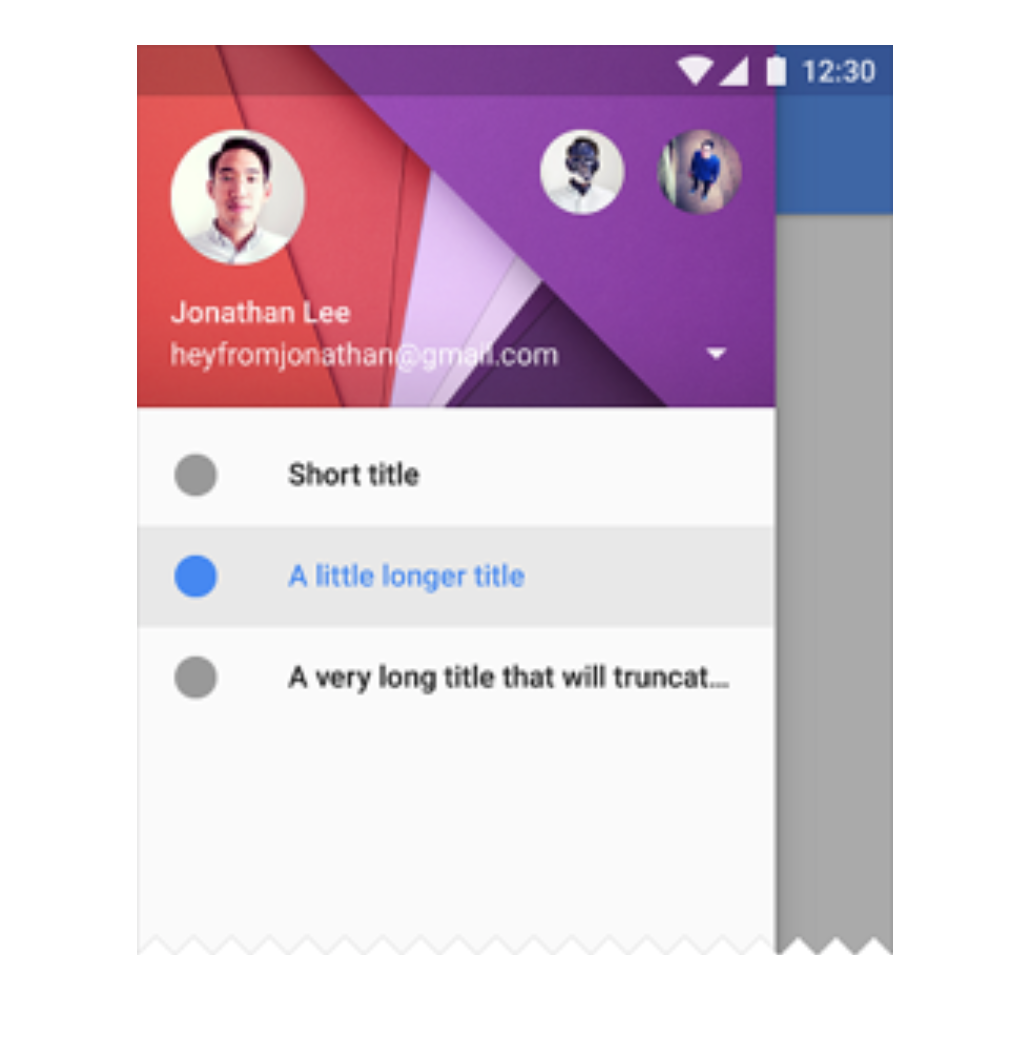 12:30
Jonathan Lee
heyfromjonathan@gmail.com
Short title
A little longer title
A very long title that will truncat...